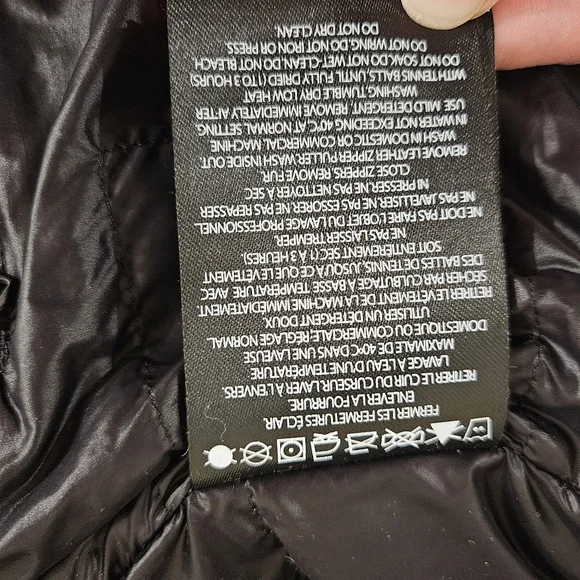 FERMER LES FERMETURES ÉCLAIR.
ENLEVER LA FOURRURE.
RETIRER LE CUIR DU CURSEUR. LAVER À L'ENVERS.
LAVAGE À L'EAU D'UNE TEMPÉRATURE
MAXIMALE DE 40ºC DANS UNE LAVEUSE
DOMESTIQUE OU COMMERCIALE, RÉGLAGE NORMAL.
UTILISER UN DÉTERGENT DOUX.
RETIRER LE VÊTEMENT DE LA MACHINE IMMÉDIATEMENT.
SÉCHER PAR CULBUTAGE À BASSE TEMPÉRATURE AVEC
DES BALLES DE TENNIS, JUSQU'À CE QUE LE VÊTEMENT
SOIT ENTIÈREMENT SEC (1 À 3 HEURES).
NE PAS LAISSER TREMPER.
NE DOIT PAS FAIRE L'OBJET DU LAVAGE PROFESSIONNEL.
NE PAS JAVELLISER. NE PAS ESSORER. NE PAS REPASSER
NI PRESSER. NE PAS NETTOYER À SEC
CLOSE ZIPPERS. REMOVE FUR.
REMOVE LEATHER ZIPPER PULLER. WASH INSIDE OUT.
WASH IN DOMESTIC OR COMMERCIAL MACHINE
IN WATER NOT EXCEEDING 40ºC AT NORMAL SETTING.
USE MILD DETERGENT. REMOVE IMMEDIATELY AFTER
WASHING. TUMBLE DRY LOW HEAT
WITH TENNIS BALLS, UNTIL FULLY DRIED (1 TO 3 HOURS)
DO NOT SOAK. DO NOT WET-CLEAN. DO NOT BLEACH.
DO NOT WRING. DO NOT IRON OR PRESS
DO NOT DRY CLEAN.